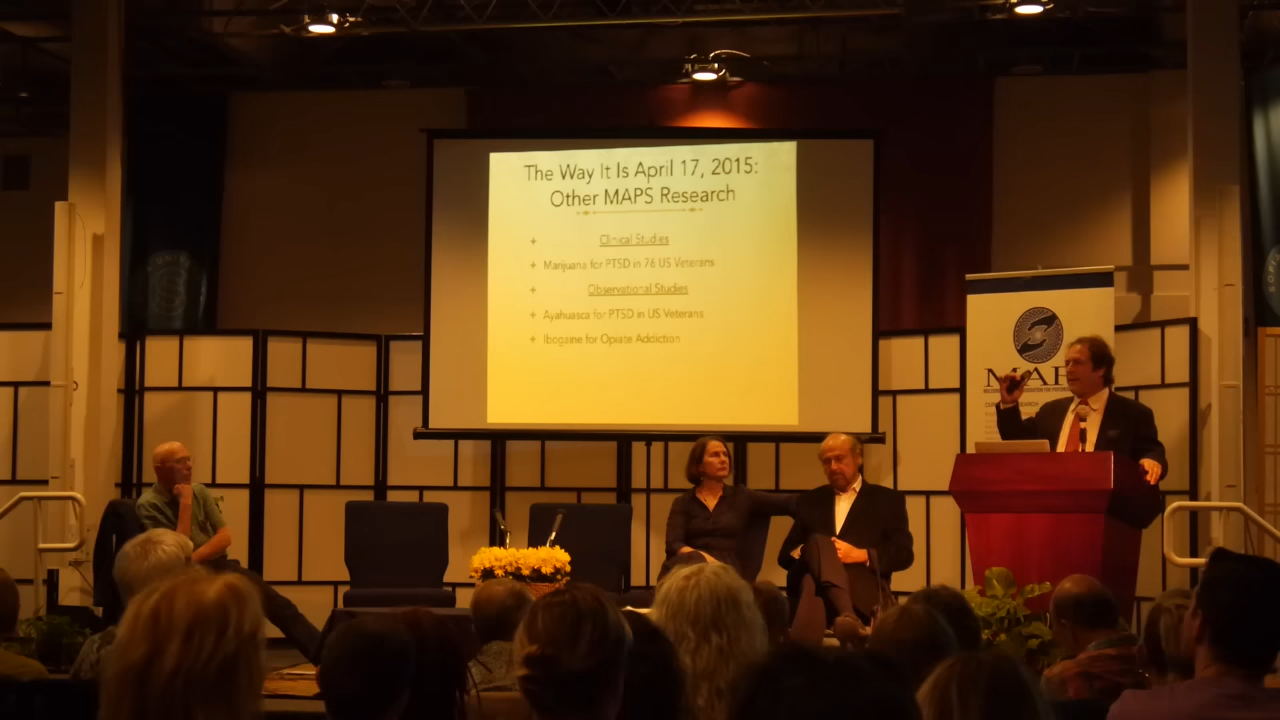 The Way It Is April 17, 2015:
Other MAPS Research
+ Clinical Studies
+ Marijuana for PTSD in 76 US Veterans
+ Observational Studies
+ Ayahuasca for PTSD in US Veterans
+ Ibogaine for Opiate Addiction
MAP